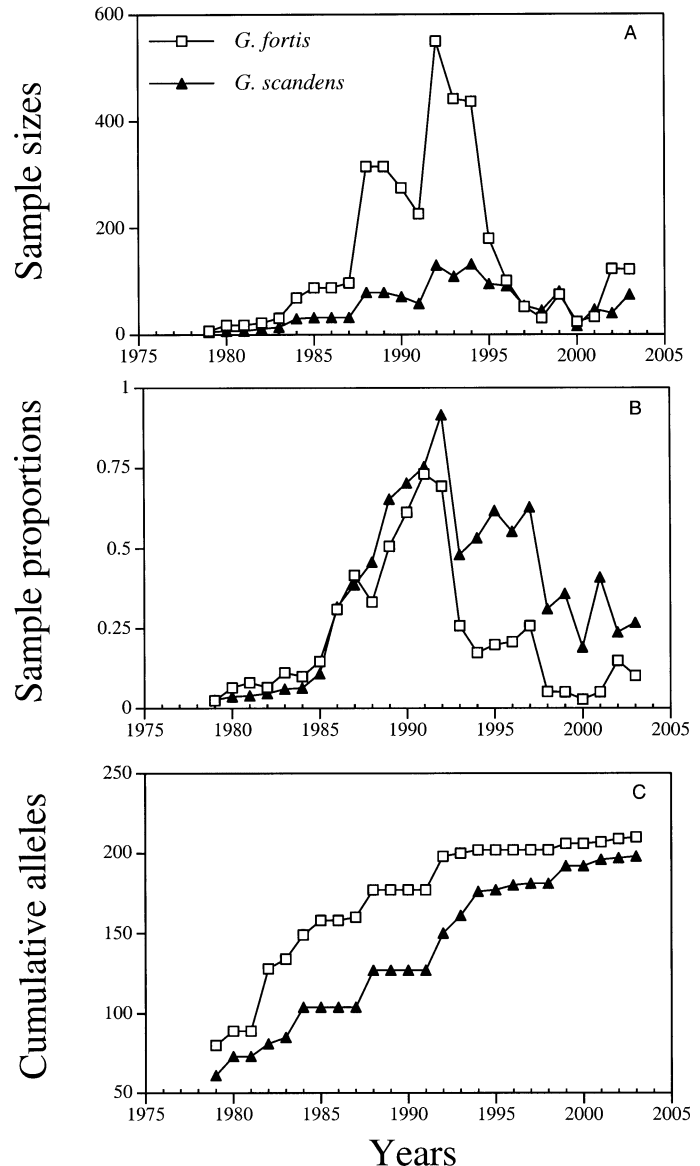 600
A
G. fortis
G. scandens
400
200
0
Sample sizes
1975 1980 1985 1990 1995 2000 2005
1
B
0.75
0.5
0.25
0
Sample proportions
1975 1980 1985 1990 1995 2000 2005
250
C
200
150
100
50
Cumulative alleles
1975 1980 1985 1990 1995 2000 2005
Years